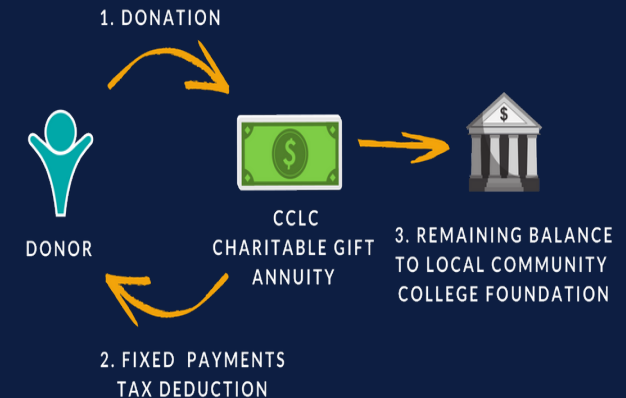 1. DONATION
$
$
DONOR
CCLC
CHARITABLE GIFT
ANNUITY
2. FIXED PAYMENTS
TAX DEDUCTION
3. REMAINING BALANCE
TO LOCAL COMMUNITY
COLLEGE FOUNDATION